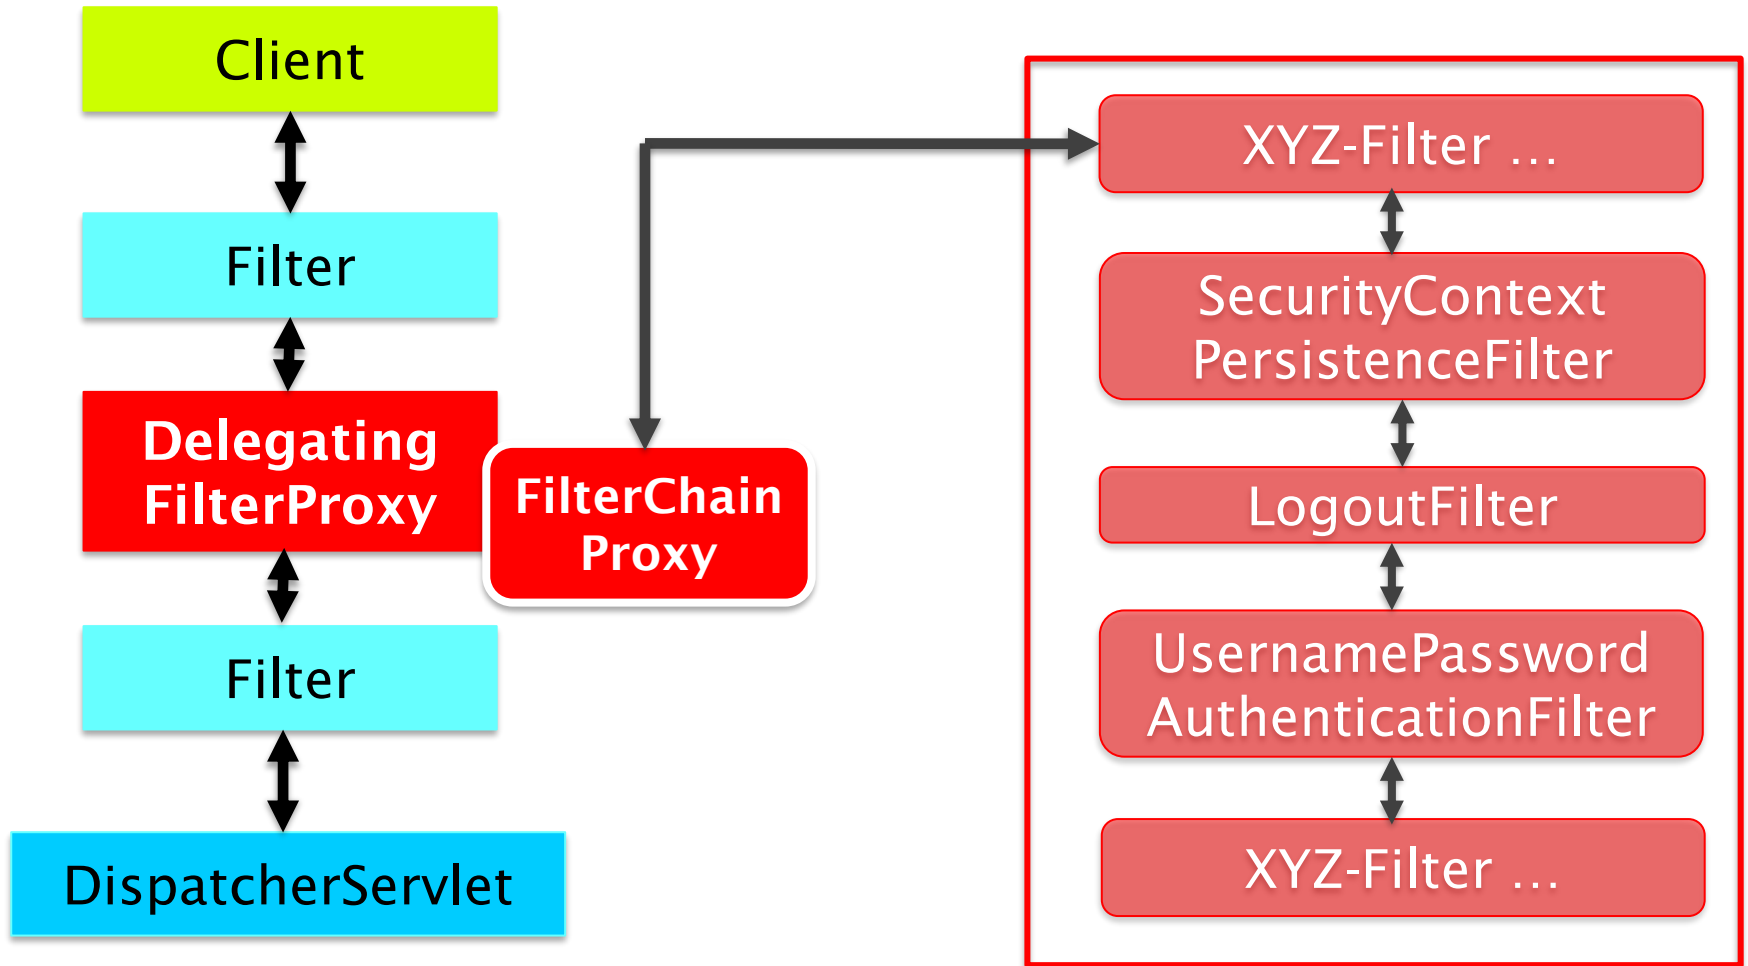 Client
Filter
Delegating
FilterProxy
FilterChain
Proxy
Filter
DispatcherServlet
XYZ-Filter ...
SecurityContext
PersistenceFilter
LogoutFilter
UsernamePassword
AuthenticationFilter
XYZ-Filter ...